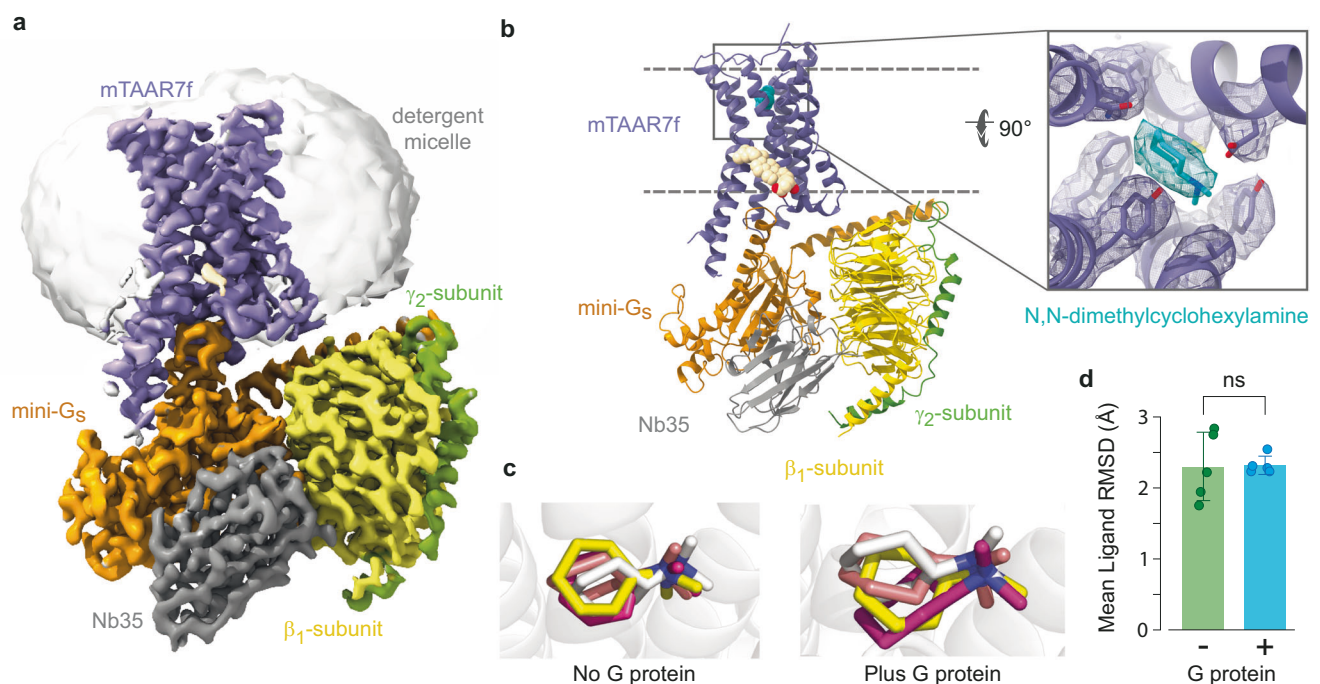 a
mTAAR7f
detergent
micelle
γ2-subunit
mini-Gs
Nb35
β1-subunit
b
mTAAR7f
90°
N,N-dimethylcyclohexylamine
mini-Gs
Nb35
γ2-subunit
β1-subunit
c
No G protein
Plus G protein
d
ns
Mean Ligand RMSD (Å)
3
2
1
0
- +
G protein